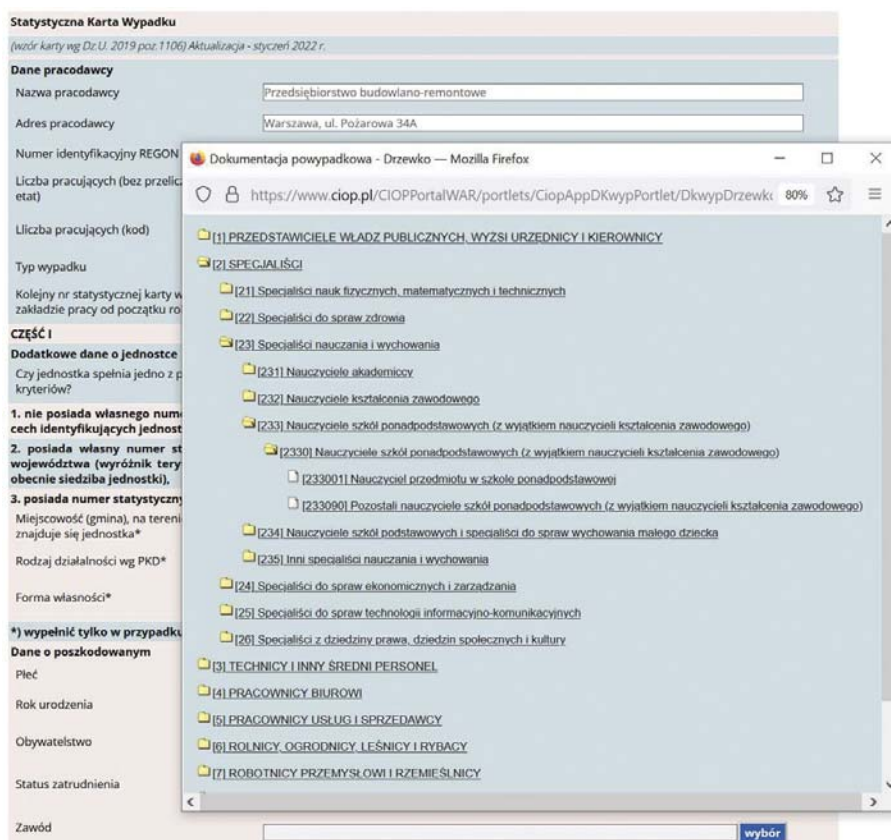 Statystyczna Karta Wypadku
(wzór karty wg Dz.U. 2019 poz.1106) Aktualizacja - styczeń 2022 r.
Dane pracodawcy
Nazwa pracodawcy
Przedsiębiorstwo budowlano-remontowe
Adres pracodawcy
Warszawa, ul. Pożarowa 34A
Numer identyfikacyjny REGON
Liczba pracujących (bez przelic
etat)
Lliczba pracujących (kod)
Typ wypadku
Kolejny nr statystycznej karty w
zakładzie pracy od początku ro
CZĘŚĆ I
Dodatkowe dane o jednostce
Czy jednostka spełnia jedno z p
kryteriów?
1. nie posiada własnego nume
cech identyfikujących jednost
2. posiada własny numer st
województwa (wyróżnik tery
obecnie siedziba jednostki),
3. posiada numer statystyczny
Miejscowość (gmina), na tereni
znajduje się jednostka*
Rodzaj działalności wg PKD*
Forma własności*
*) wypełnić tylko w przypadku
Dane o poszkodowanym
Płeć
Rok urodzenia
Obywatelstwo
Status zatrudnienia
Zawód
wybór
Dokumentacja powypadkowa - Drzewko — Mozilla Firefox
https://www.ciop.pl/CIOPPortalWAR/portlets/CiopAppDKwypPortlet/DkwypDrzewko
80%
[1] PRZEDSTAWICIELE WŁADZ PUBLICZNYCH, WYŻSI URZĘDNICY I KIEROWNICY
[2] SPECJALIŚCI
[21] Specjaliści nauk fizycznych, matematycznych i technicznych
[22] Specjaliści do spraw zdrowia
[23] Specjaliści nauczania i wychowania
[231] Nauczyciele akademiccy
[232] Nauczyciele kształcenia zawodowego
[233] Nauczyciele szkół ponadpodstawowych (z wyjątkiem nauczycieli kształcenia zawodowego)
[2330] Nauczyciele szkół ponadpodstawowych (z wyjątkiem nauczycieli kształcenia zawodowego)
[233001] Nauczyciel przedmiotu w szkole ponadpodstawowej
[233090] Pozostali nauczyciele szkół ponadpodstawowych (z wyjątkiem nauczycieli kształcenia zawodowego)
[234] Nauczyciele szkół podstawowych i specjaliści do spraw wychowania małego dziecka
[235] Inni specjaliści nauczania i wychowania
[24] Specjaliści do spraw ekonomicznych i zarządzania
[25] Specjaliści do spraw technologii informacyjno-komunikacyjnych
[26] Specjaliści z dziedziny prawa, dziedzin społecznych i kultury
[3] TECHNICY I INNY ŚREDNI PERSONEL
[4] PRACOWNICY BIUROWI
[5] PRACOWNICY USŁUG I SPRZEDAWCY
[6] ROLNICY, OGRODNICY, LEŚNICY I RYBACY
[7] ROBOTNICY PRZEMYSŁOWI I RZEMIEŚLNICY